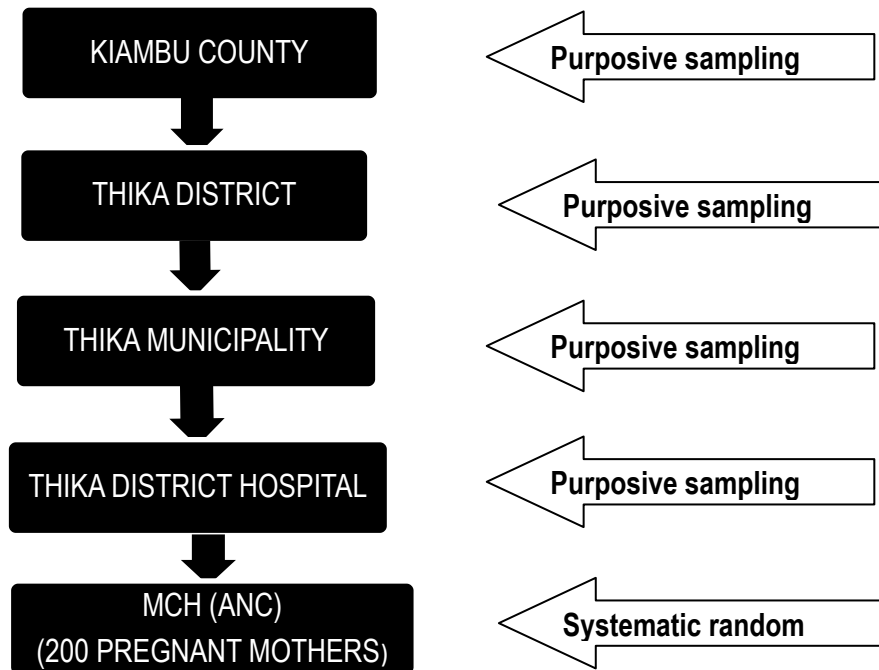 KIAMBU COUNTY
Purposive sampling
THIKA DISTRICT
Purposive sampling
THIKA MUNICIPALITY
Purposive sampling
THIKA DISTRICT HOSPITAL
Purposive sampling
MCH (ANC)
(200 PREGNANT MOTHERS)
Systematic random